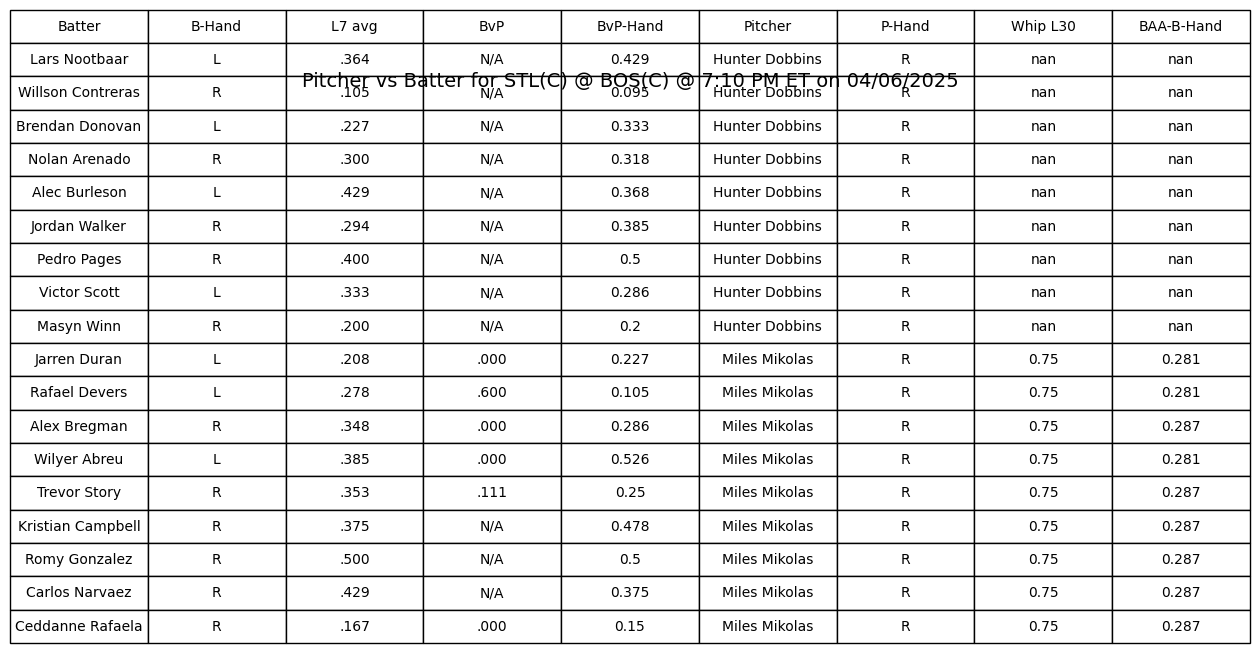 Batter B-Hand L7 avg BvP BvP-Hand Pitcher P-Hand Whip L30 BAA-B-Hand
Lars Nootbaar L .364 N/A 0.429 Hunter Dobbins R nan nan
Pitcher vs Batter for STL(C) @ BOS(C) @ 7:10 PM ET on 04/06/2025
Willson Contreras R .105 N/A 0.095 Hunter Dobbins R nan nan
Brendan Donovan L .227 N/A 0.333 Hunter Dobbins R nan nan
Nolan Arenado R .300 N/A 0.318 Hunter Dobbins R nan nan
Alec Burleson L .429 N/A 0.368 Hunter Dobbins R nan nan
Jordan Walker R .294 N/A 0.385 Hunter Dobbins R nan nan
Pedro Pages R .400 N/A 0.5 Hunter Dobbins R nan nan
Victor Scott L .333 N/A 0.286 Hunter Dobbins R nan nan
Masyn Winn R .200 N/A 0.2 Hunter Dobbins R nan nan
Jarren Duran L .208 .000 0.227 Miles Mikolas R 0.75 0.281
Rafael Devers L .278 .600 0.105 Miles Mikolas R 0.75 0.281
Alex Bregman R .348 .000 0.286 Miles Mikolas R 0.75 0.287
Wilyer Abreu L .385 .000 0.526 Miles Mikolas R 0.75 0.281
Trevor Story R .353 .111 0.25 Miles Mikolas R 0.75 0.287
Kristian Campbell R .375 N/A 0.478 Miles Mikolas R 0.75 0.287
Romy Gonzalez R .500 N/A 0.5 Miles Mikolas R 0.75 0.287
Carlos Narvaez R .429 N/A 0.375 Miles Mikolas R 0.75 0.287
Ceddanne Rafaela R .167 .000 0.15 Miles Mikolas R 0.75 0.287